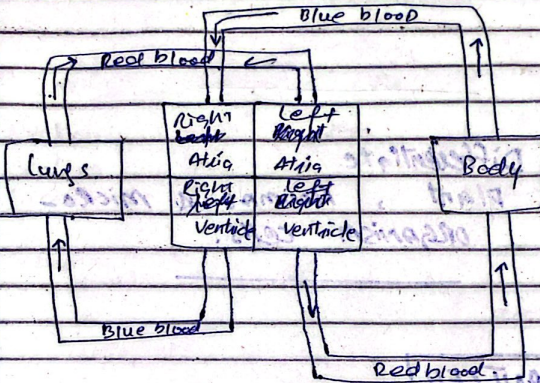 Blue blood
Red blood
Right
Left
Atria
Atria
Right
Left
Ventricle
Ventricle
Lungs
Body
Blue blood
Red blood